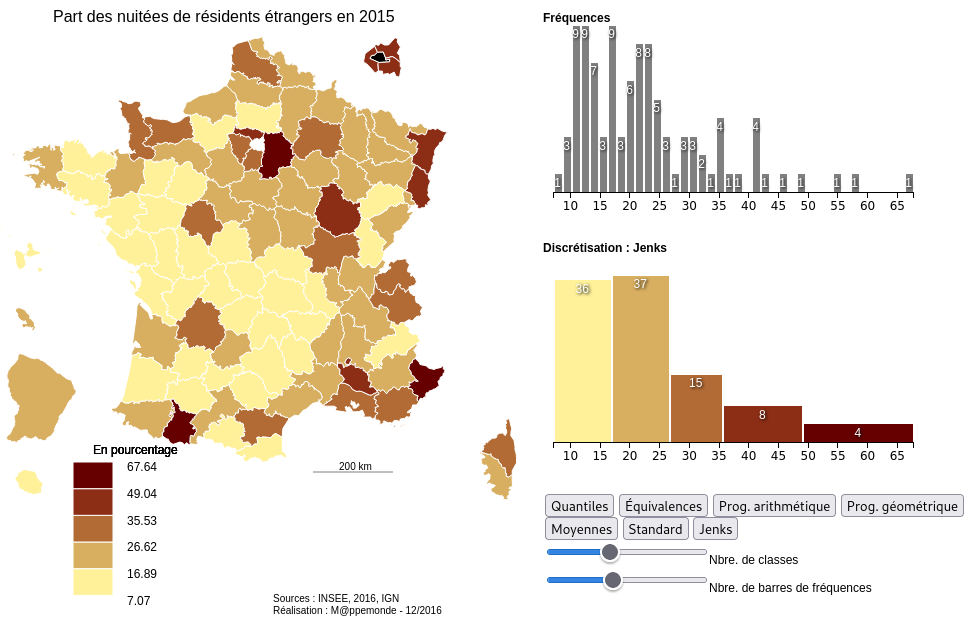 Part des nuitées de résidents étrangers en 2015
En pourcentage
67.64
49.04
35.53
26.62
16.89
7.07
200 km
Sources : INSEE, 2016, IGN
Réalisation : M@ppemonde - 12/2016
Fréquences
1 3 9 9 7 3 9 3 6 8 8 5 3 1 3 3 2 1 4 1 1 4 1 1 1 1 1 1
10 15 20 25 30 35 40 45 50 55 60 65
Discrétisation : Jenks
36 37 15 8 4
10 15 20 25 30 35 40 45 50 55 60 65
Quantiles Équivalences Prog. arithmétique Prog. géométrique
Moyennes Standard Jenks
Nbre. de classes
Nbre. de barres de fréquences